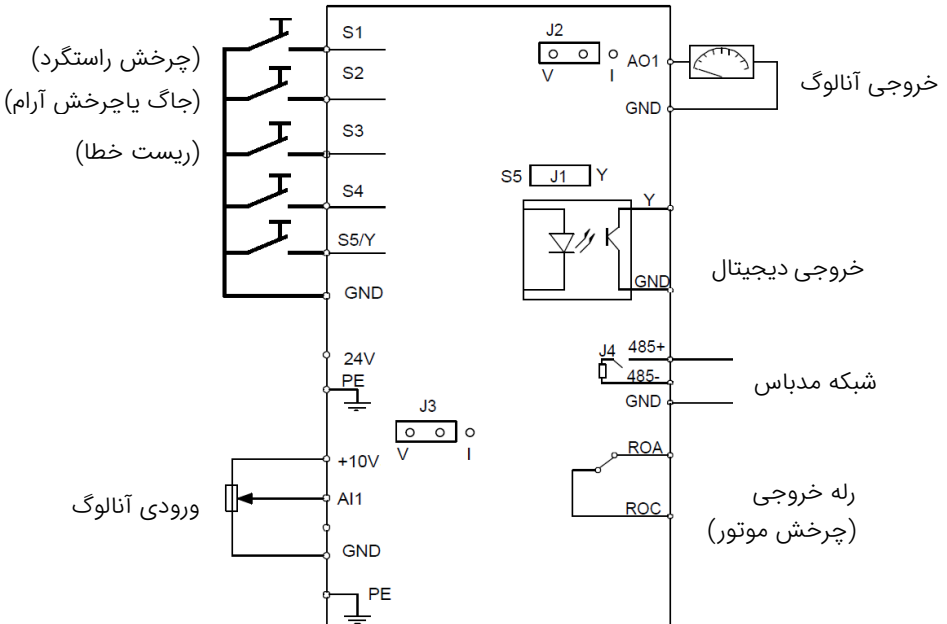 S1
(چرخش راستگرد)
S2
(جاگ یاچرخش آرام)
S3
(ریست خطا)
S4
S5/Y
GND
24V
PE
J3
V
I
+10V
AI1
ورودی آنالوگ
GND
PE
J2
V
I
AO1
خروجی آنالوگ
GND
S5 J1 Y
Y
خروجی دیجیتال
GND
J4 485+
485-
شبکه مدباس
GND
ROA
رله خروجی
ROC
(چرخش موتور)